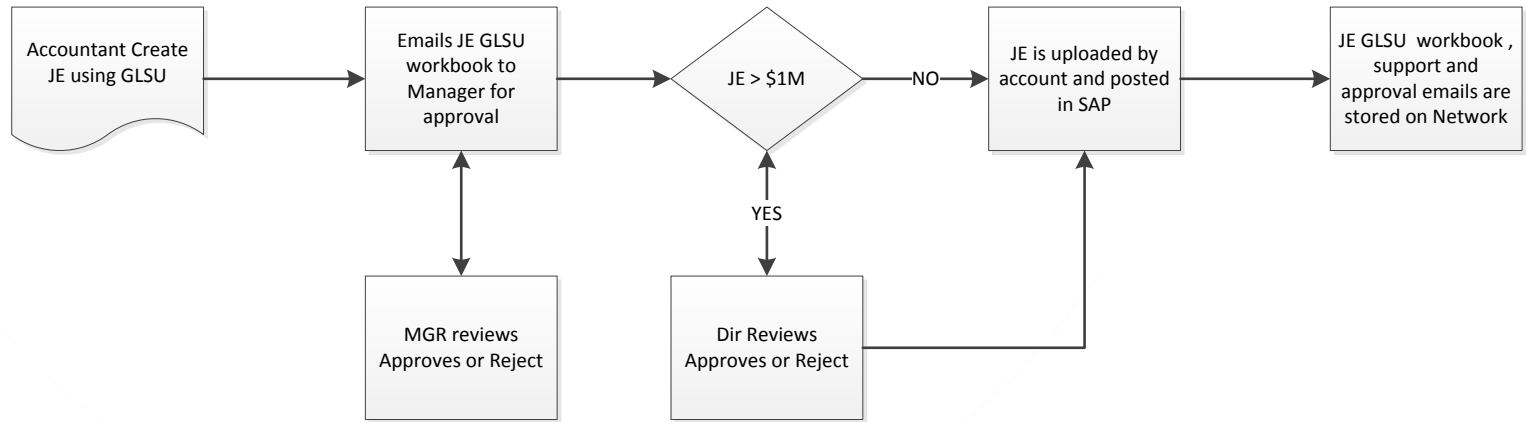 Accountant Create
JE using GLSU
Emails JE GLSU
workbook to
Manager for
approval
JE > $1M
NO
JE is uploaded by
account and posted
in SAP
JE GLSU workbook ,
support and
approval emails are
stored on Network
YES
MGR reviews
Approves or Reject
Dir Reviews
Approves or Reject